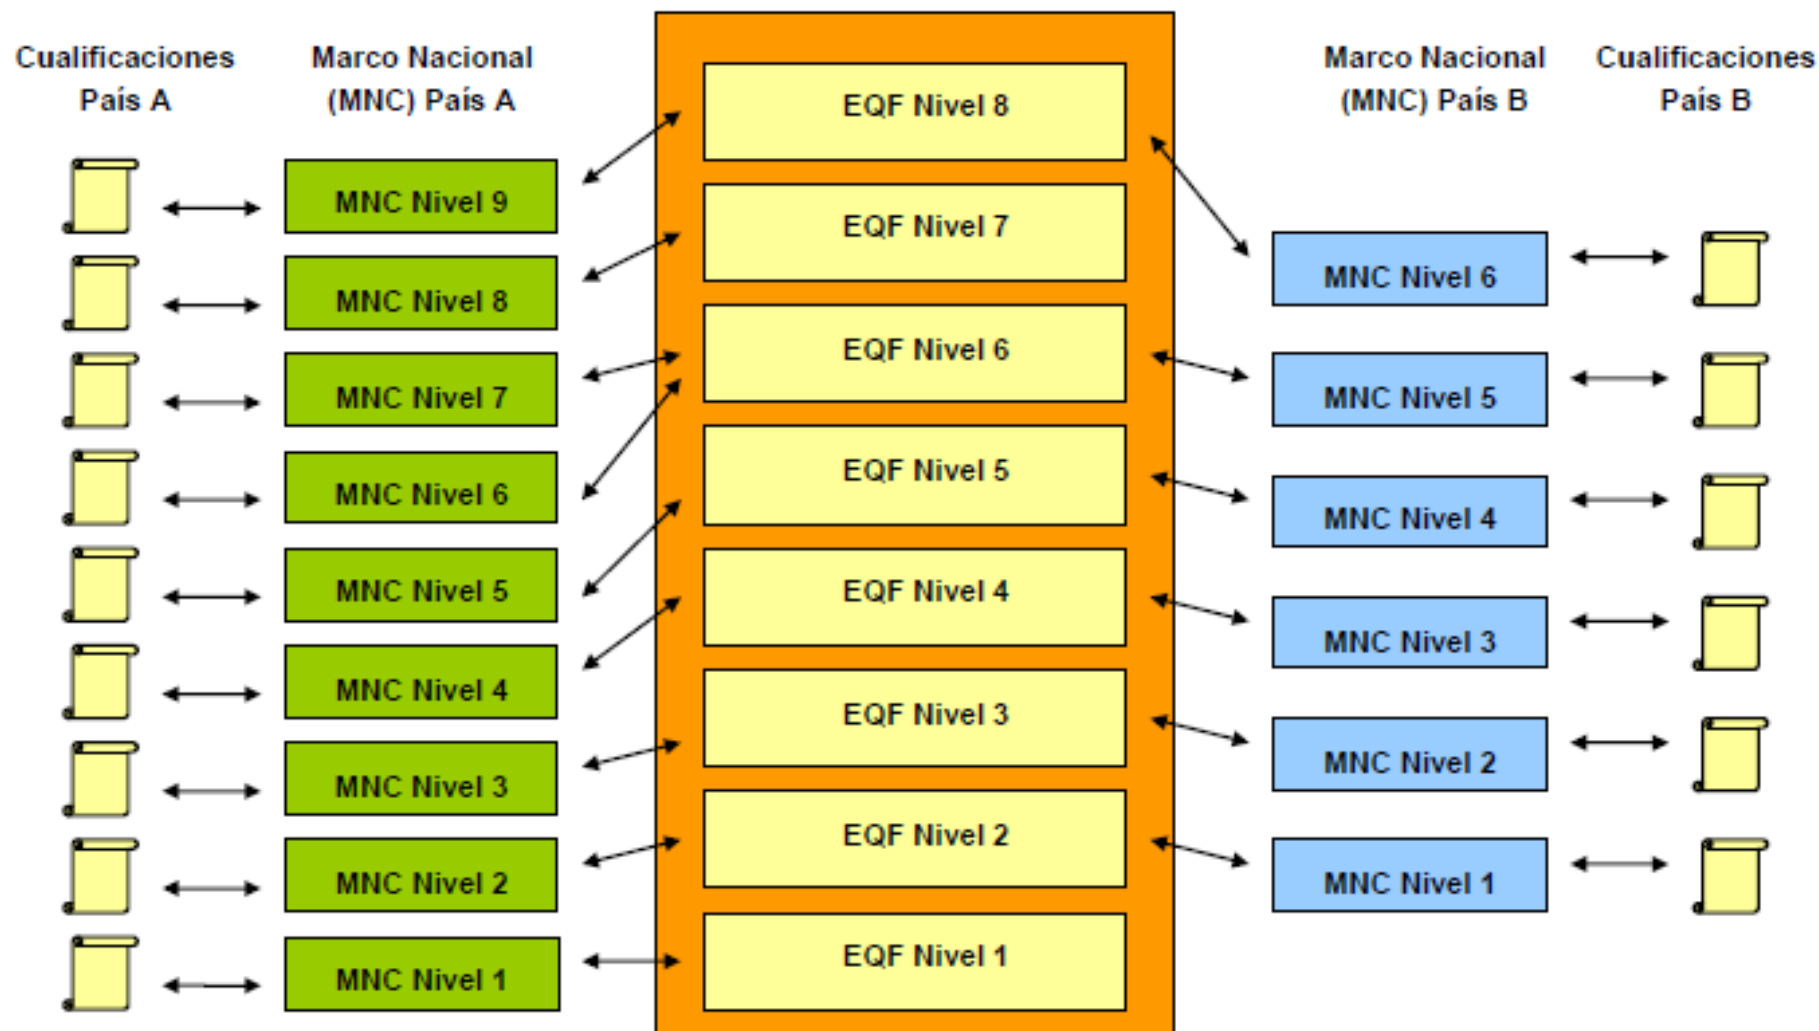 Cualificaciones
País A
Marco Nacional
(MNC) País A
Marco Nacional
(MNC) País B
Cualificaciones
País B
MNC Nivel 9
MNC Nivel 8
MNC Nivel 7
MNC Nivel 6
MNC Nivel 5
MNC Nivel 4
MNC Nivel 3
MNC Nivel 2
MNC Nivel 1
EQF Nivel 8
EQF Nivel 7
EQF Nivel 6
EQF Nivel 5
EQF Nivel 4
EQF Nivel 3
EQF Nivel 2
EQF Nivel 1
MNC Nivel 6
MNC Nivel 5
MNC Nivel 4
MNC Nivel 3
MNC Nivel 2
MNC Nivel 1